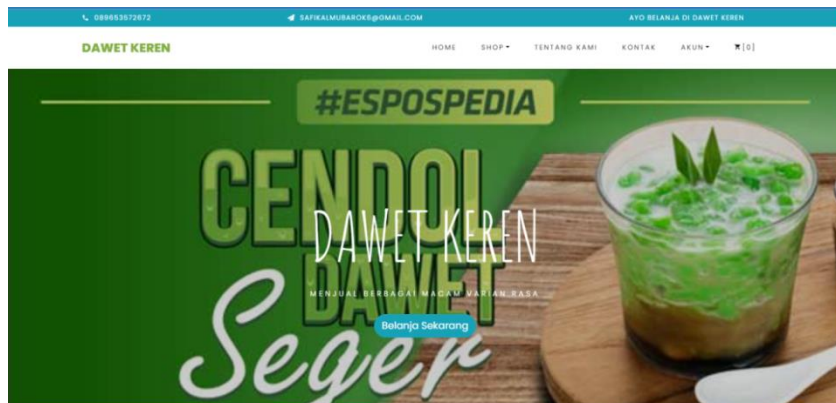 089653572672
SAFIKALMUBAROK6@GMAIL.COM
AYO BELANJA DI DAWET KEREN
DAWET KEREN
HOME SHOP TENTANG KAMI KONTAK AKUN [0]
#ESPOSPEDIA
CENDOL
DAWET KEREN
DAWET
MENJUAL BERBAGAI MACAM VARIAN RASA
Belanja Sekarang
Seger